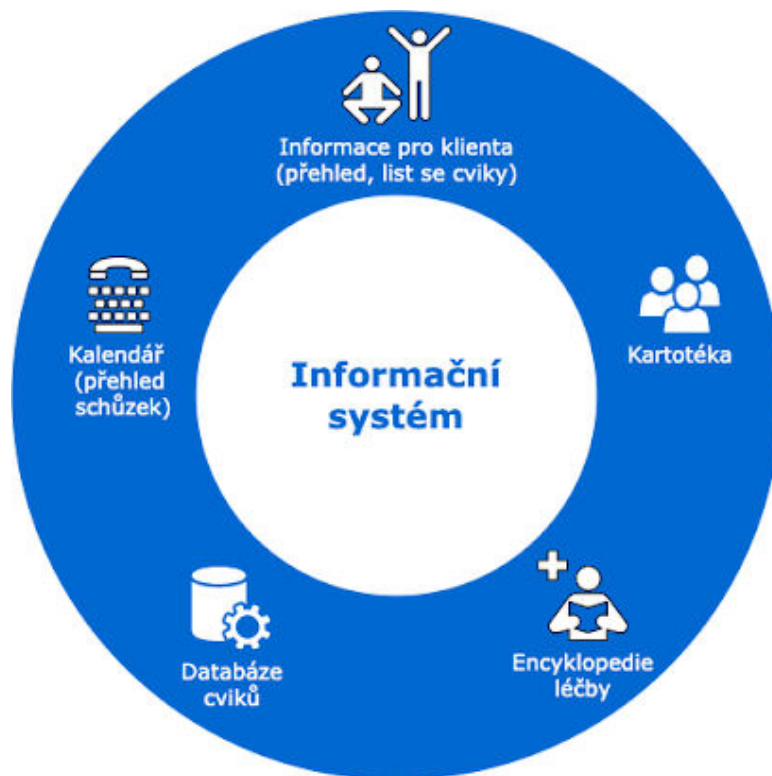 Informace pro klienta
(přehled, list se cviky)
Kalendář
(přehled
schůzek)
Kartotéka
Informační
systém
Databáze
cviků
Encyklopedie
léčby